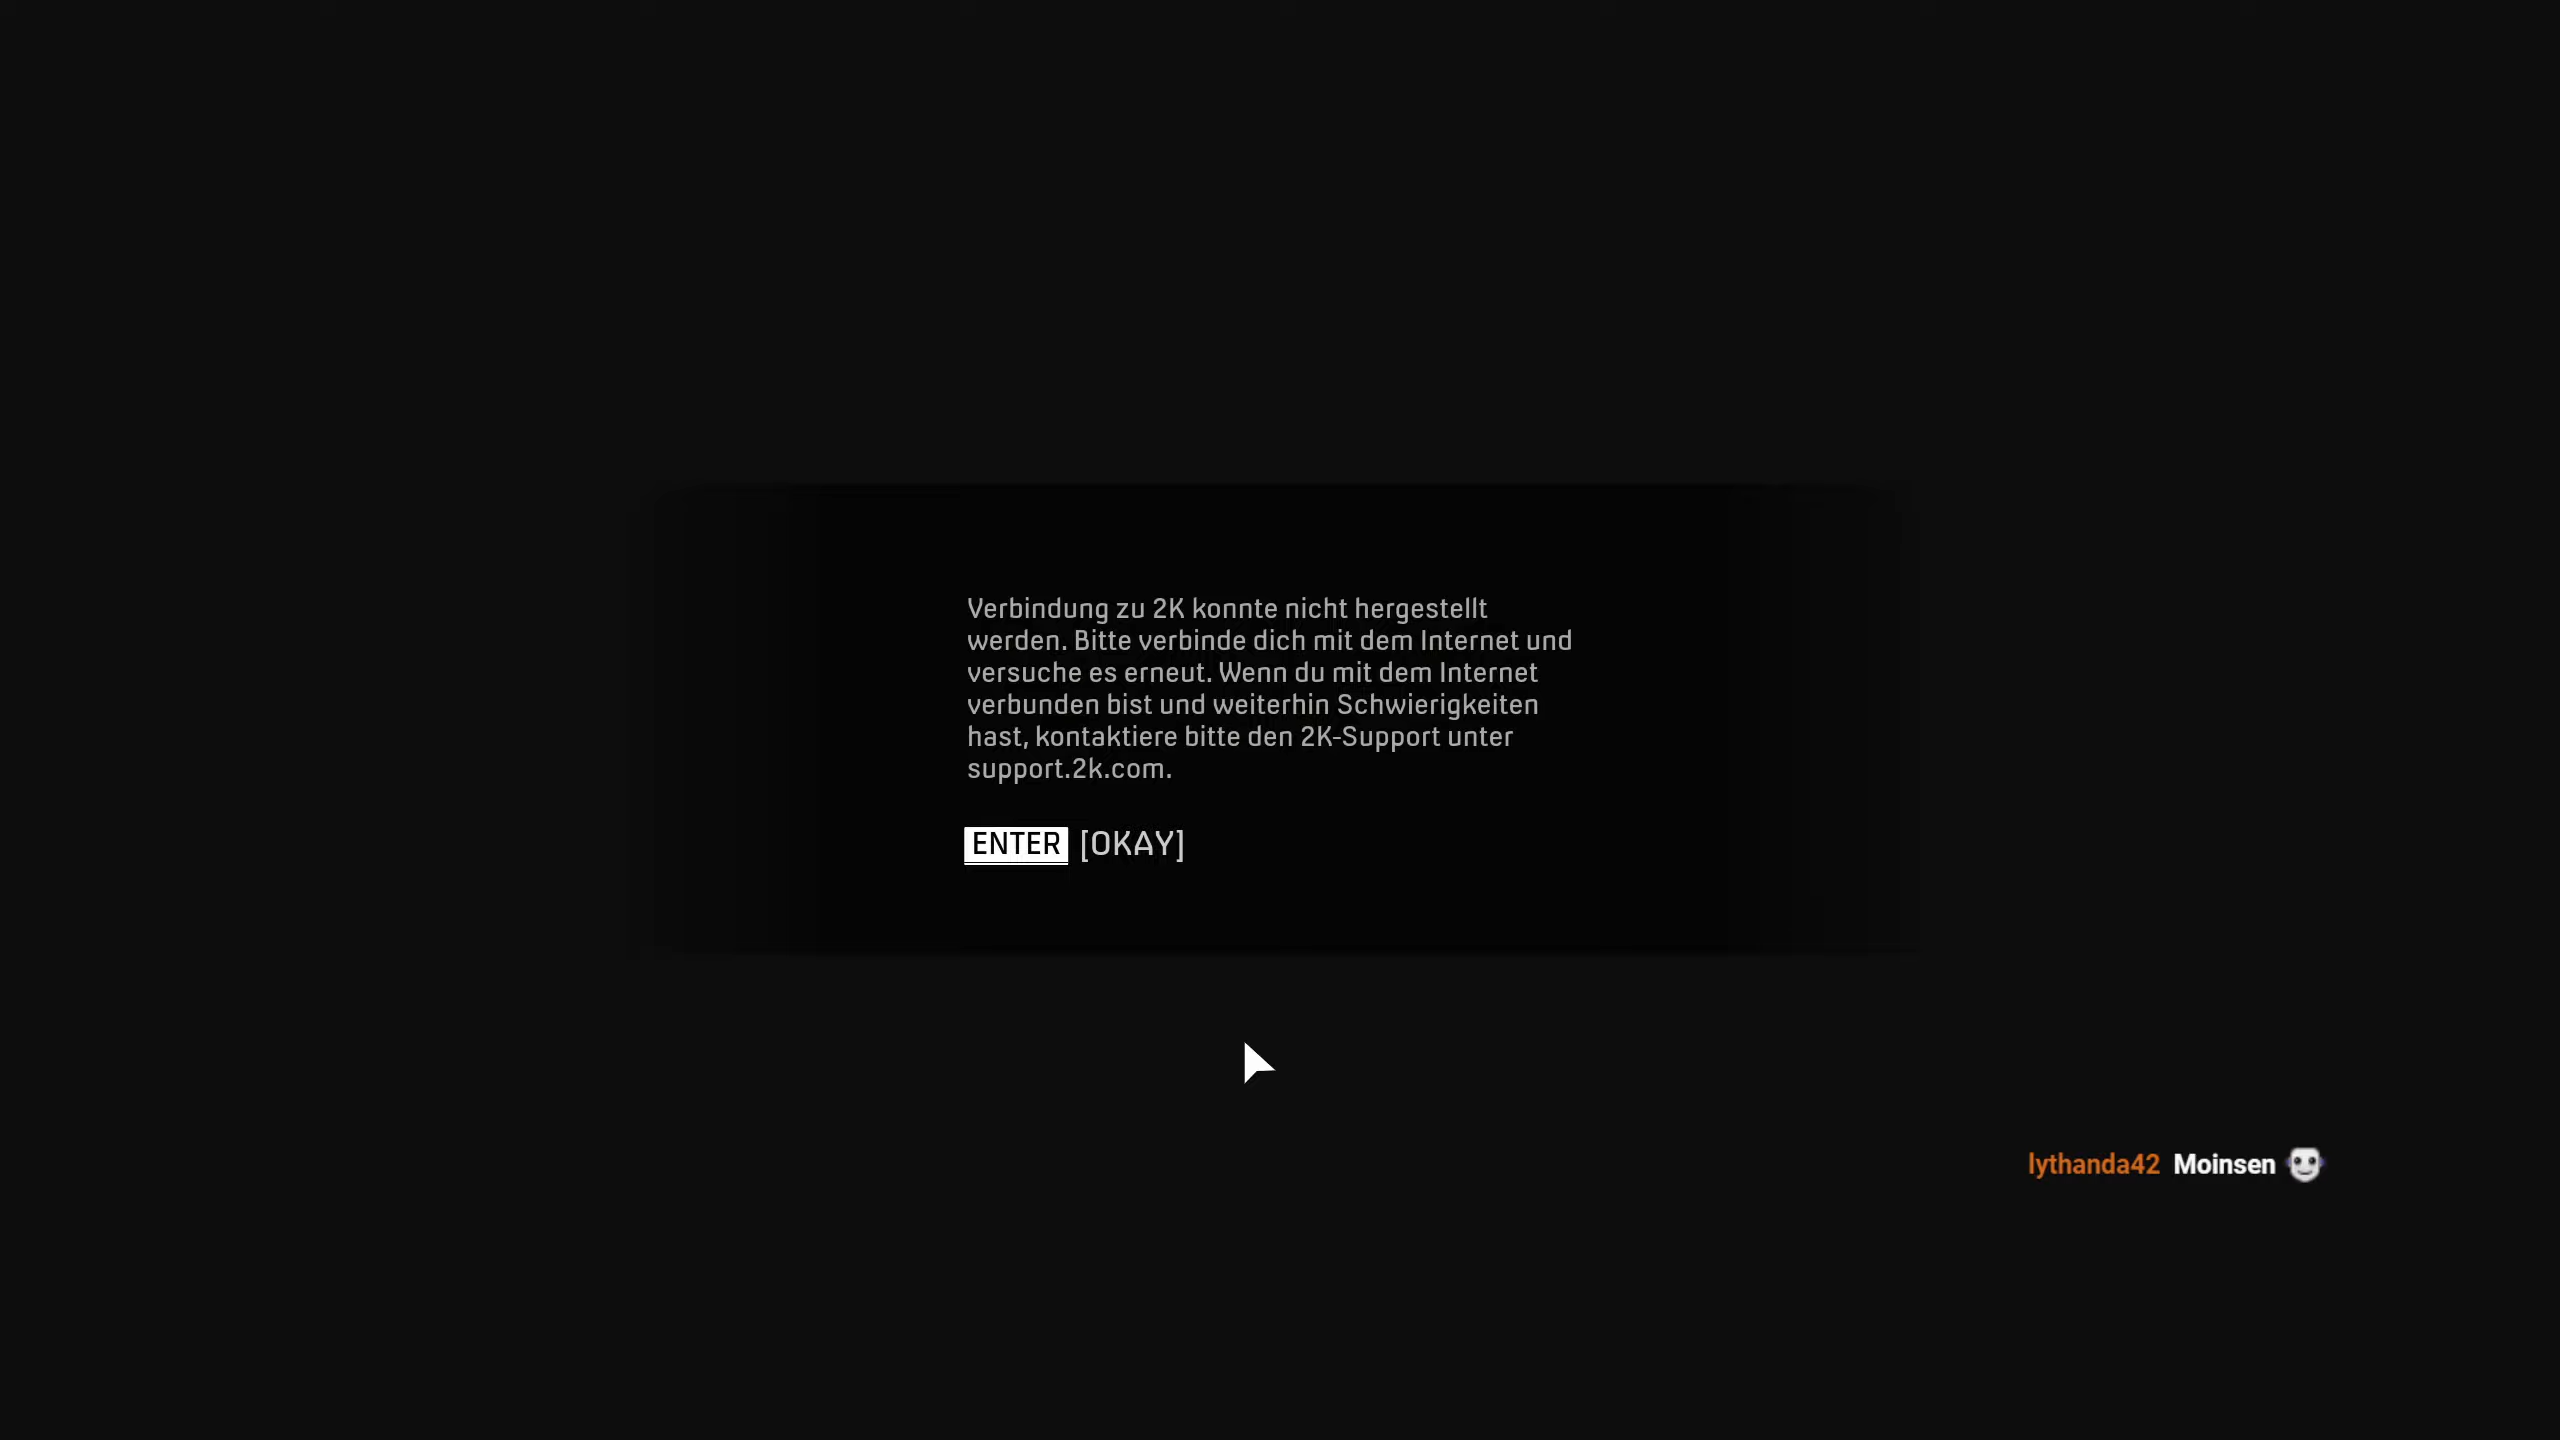 Verbindung zu 2K konnte nicht hergestellt
werden. Bitte verbinde dich mit dem Internet und
versuche es erneut. Wenn du mit dem Internet
verbunden bist und weiterhin Schwierigkeiten
hast, kontaktiere bitte den 2K-Support unter
support.2k.com.
ENTER [OKAY]
lythanda42 Moinsen